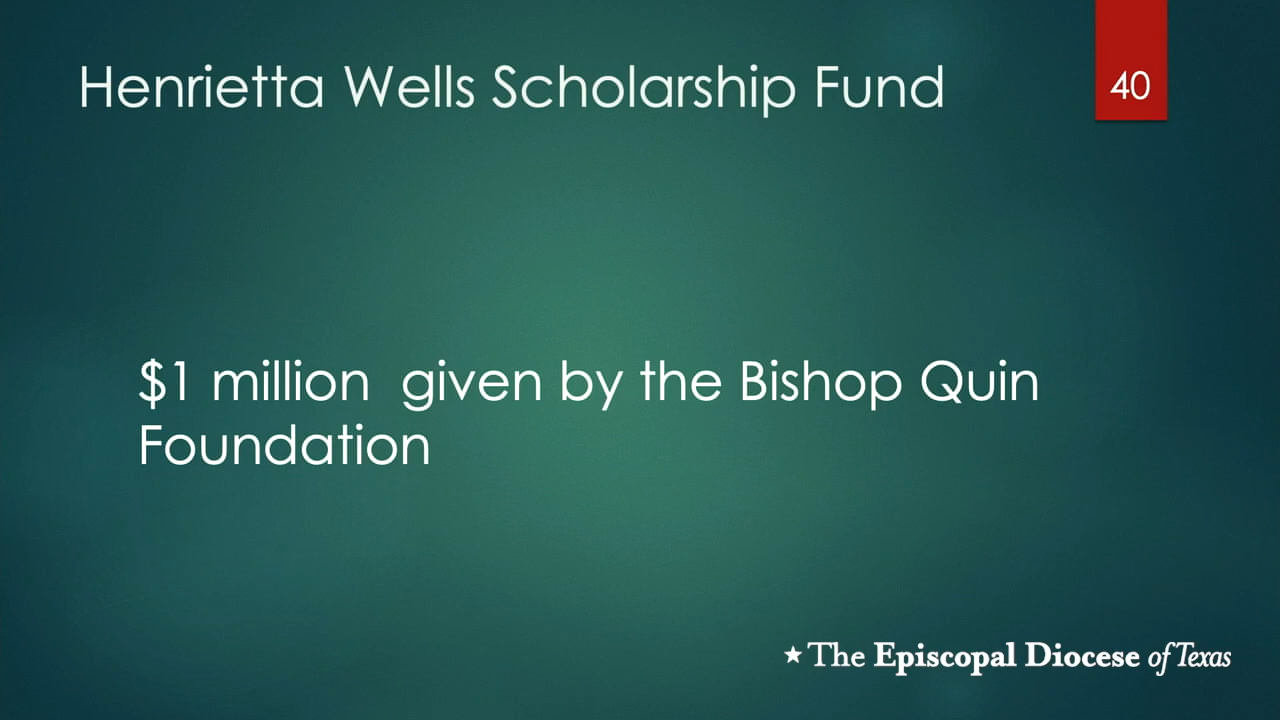 Henrietta Wells Scholarship Fund
40
$1 million  given by the Bishop Quin
Foundation
The Episcopal Diocese of Texas